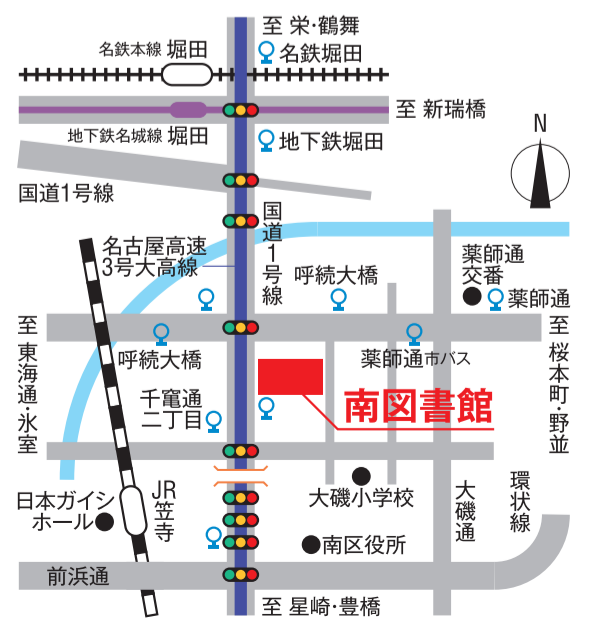 至 栄・鶴舞
名鉄本線 堀田
名鉄堀田
至 新瑞橋
地下鉄名城線 堀田
地下鉄堀田
N
国道1号線
国道1号線
名古屋高速
3号大高線
呼続大橋
薬師通
交番
薬師通
至 東海通・氷室
呼続大橋
薬師通市バス
至 桜本町・野並
千竃通
二丁目
南図書館
日本ガイシ
ホール
JR笠寺
大磯小学校
大磯通
環状線
南区役所
前浜通
至 星崎・豊橋